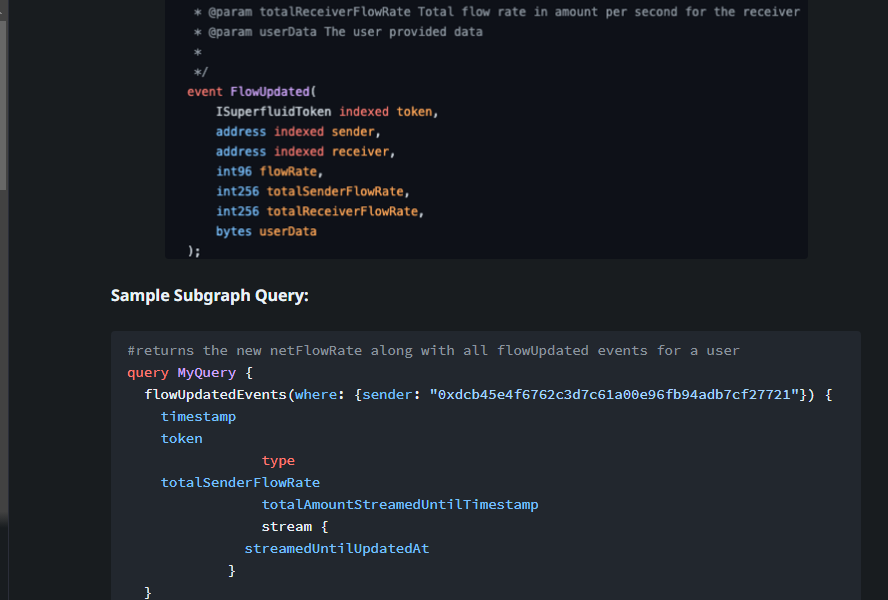 * @param totalReceiverFlowRate Total flow rate in amount per second for the receiver
* @param userData The user provided data
*
*/
event FlowUpdated(
ISuperfluidToken indexed token,
address indexed sender,
address indexed receiver,
int96 flowRate,
int256 totalSenderFlowRate,
int256 totalReceiverFlowRate,
bytes userData
);
Sample Subgraph Query:
#returns the new netFlowRate along with all flowUpdated events for a user
query MyQuery {
flowUpdatedEvents(where: {sender: "0xdcb45e4f6762c3d7c61a00e96fb94adb7cf27721"}) {
timestamp
token
type
totalSenderFlowRate
totalAmountStreamedUntilTimestamp
stream {
streamedUntilUpdatedAt
}
}